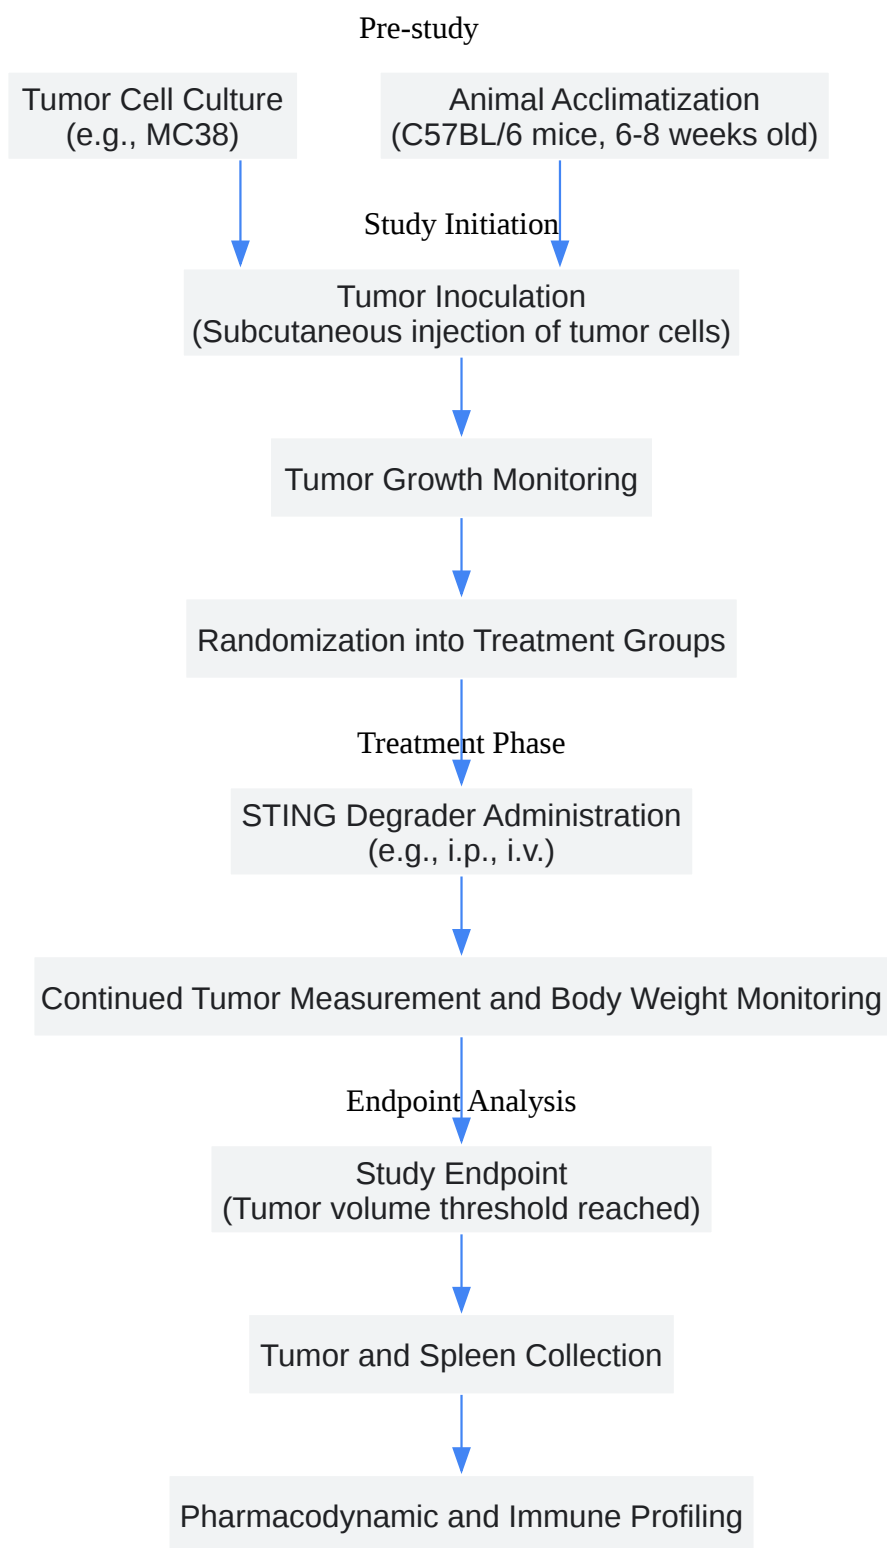 Pre-study
Tumor Cell Culture
(e.g., MC38)
Animal Acclimatization
(C57BL/6 mice, 6-8 weeks old)
Study Initiation
Tumor Inoculation
(Subcutaneous injection of tumor cells)
Tumor Growth Monitoring
Randomization into Treatment Groups
Treatment Phase
STING Degrader Administration
(e.g., i.p., i.v.)
Continued Tumor Measurement and Body Weight Monitoring
Endpoint Analysis
Study Endpoint
(Tumor volume threshold reached)
Tumor and Spleen Collection
Pharmacodynamic and Immune Profiling